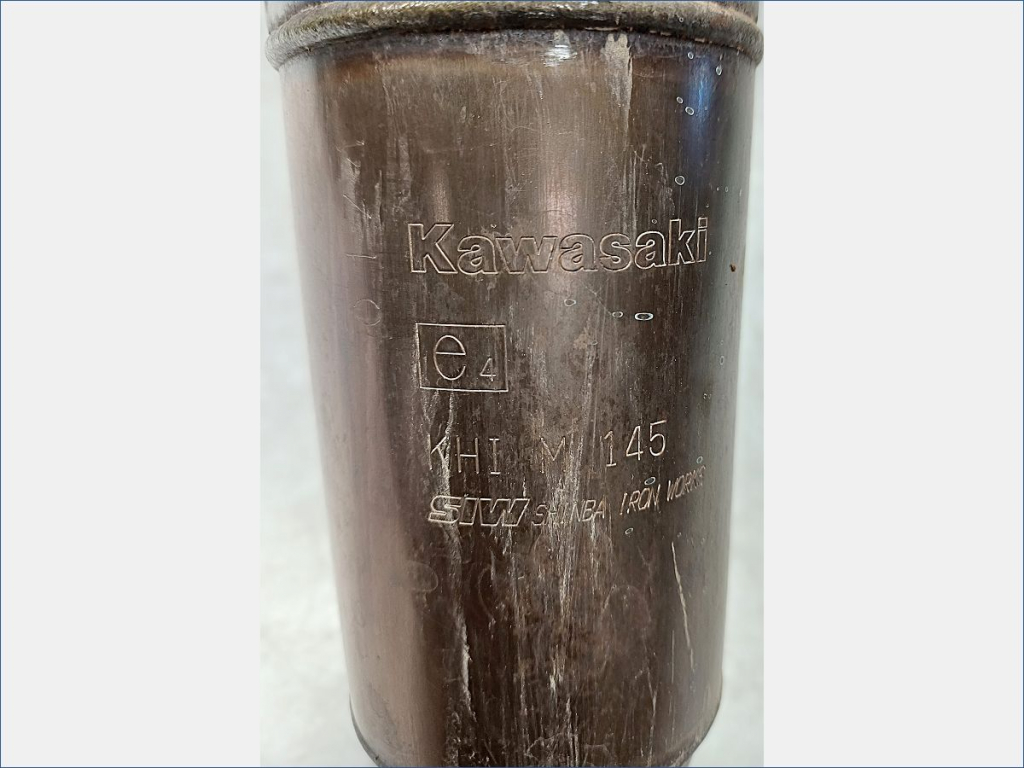 Kawasaki
e4
KHI M 145
SIW SHINBA IRON WORKS